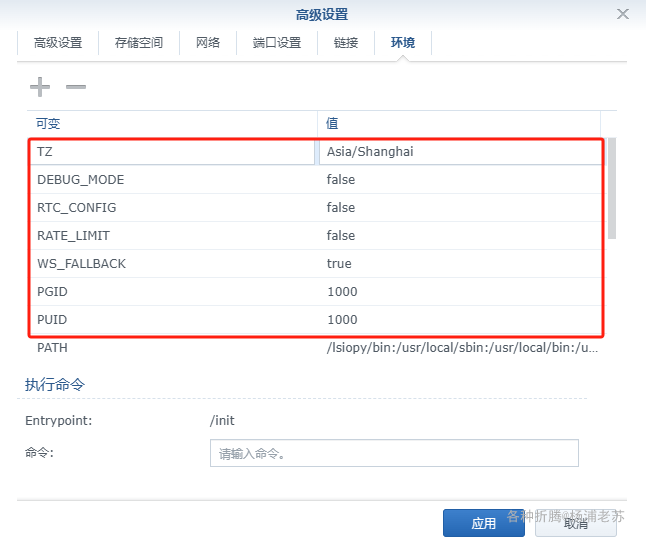 高级设置
高级设置 存储空间 网络 端口设置 链接 环境
可变 值
TZ Asia/Shanghai
DEBUG_MODE false
RTC_CONFIG false
RATE_LIMIT false
WS_FALLBACK true
PGID 1000
PUID 1000
PATH /lsiopy/bin:/usr/local/sbin:/usr/local/bin:/u...
执行命令
Entrypoint: /init
命令: 请输入命令。
应用 取消
各种折腾@杨浦老苏